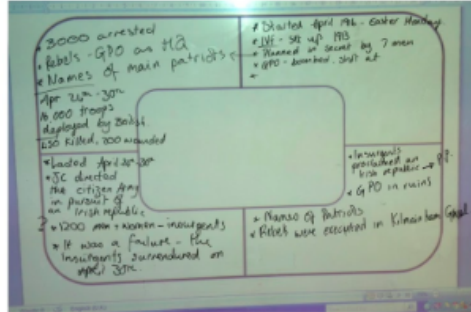 * 3000 arrested
* Rebels - GPO as HQ
* Names of main patriots
Apr 24th - 30th
16 000 troops
deployed by British.
450 killed, 200 wounded
* Lasted April 24th - 30th
* JC directed
the citizen Army
in pursuit of
an Irish republic
? * 1200 men + women - insurgents
* It was a failure - the
insurgents surrendered on
April 30th.
* Started April 1916 - Easter Monday
* IVF - set up 1913
* Planned in secret by 7 men
* GPO - bombed, shot at
*
* Insurgents
proclaimed an
Irish republic
* GPO in ruins
* Names of Patriots
* Rebels were executed in Kilmainham Gaol